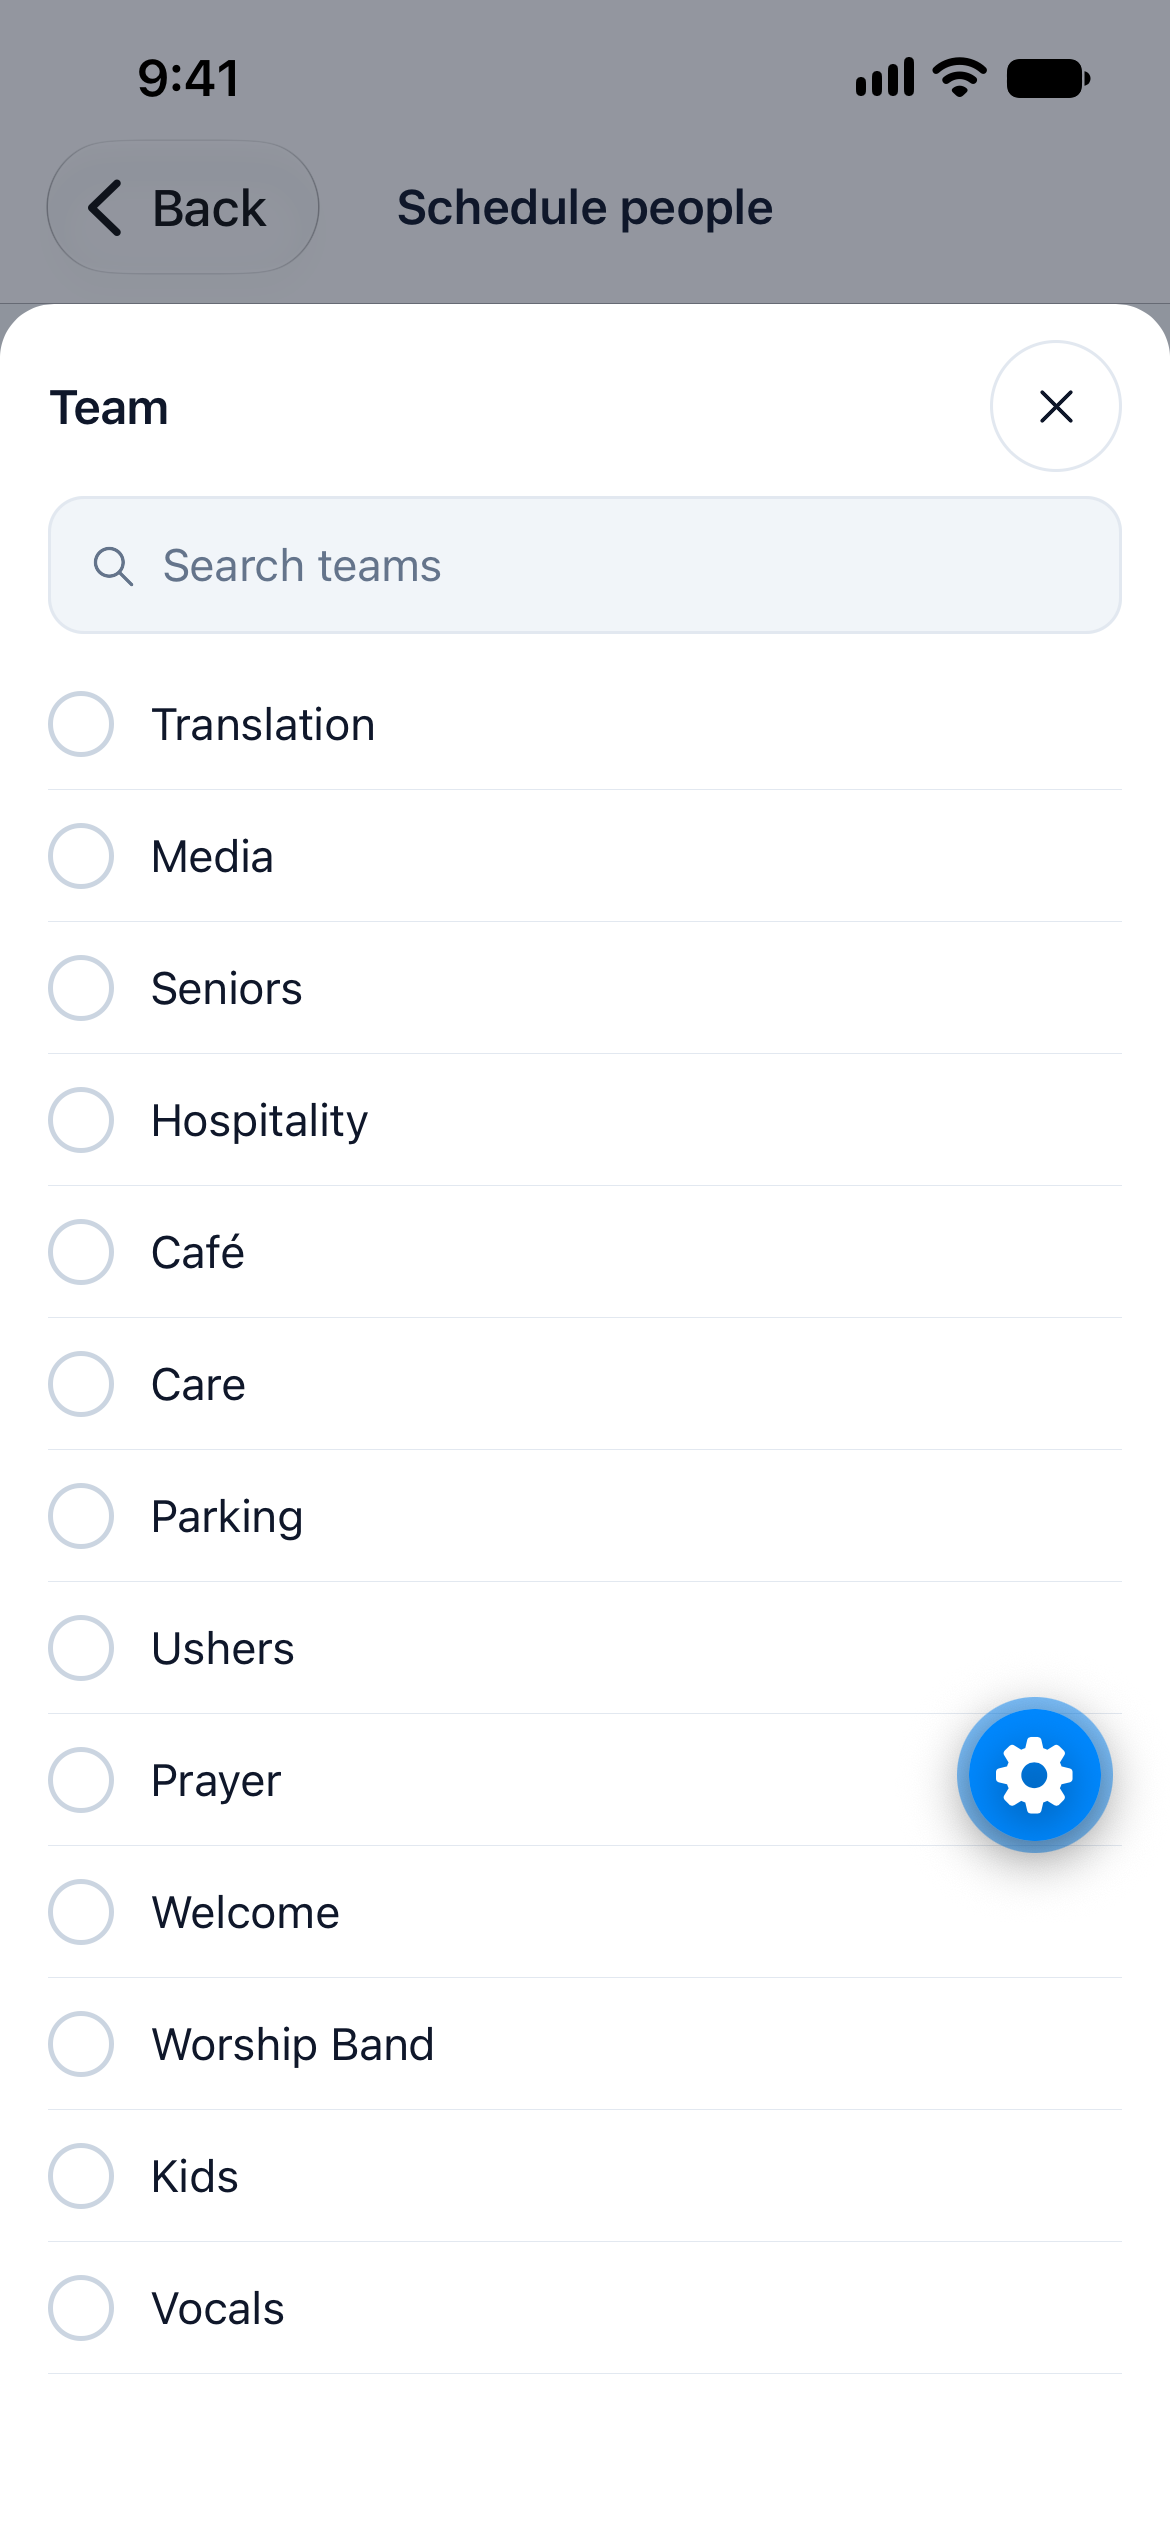 9:41
Back
Schedule people
Team
Search teams
Translation
Media
Seniors
Hospitality
Café
Care
Parking
Ushers
Prayer
Welcome
Worship Band
Kids
Vocals